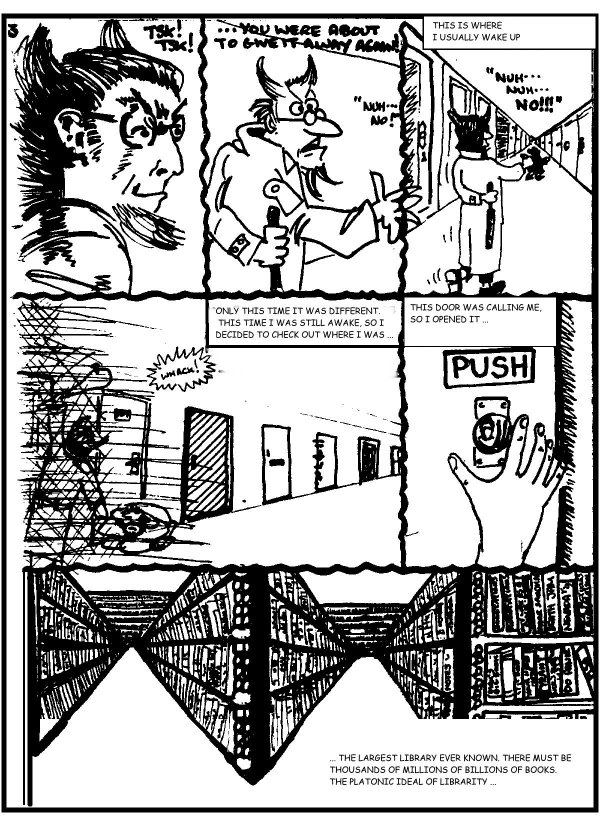 3
TSK!
TSK!
...YOU WERE ABOUT
TO GWETT AWAY AGAIN!
"NUH...
NO!"
THIS IS WHERE
I USUALLY WAKE UP
"NUH...
NUH...
NO!!!"
WHACK!
"ONLY THIS TIME IT WAS DIFFERENT.
THIS TIME I WAS STILL AWAKE, SO I
DECIDED TO CHECK OUT WHERE I WAS ...
THIS DOOR WAS CALLING ME,
SO I OPENED IT ...
PUSH
... THE LARGEST LIBRARY EVER KNOWN. THERE MUST BE
THOUSANDS OF MILLIONS OF BILLIONS OF BOOKS.
THE PLATONIC IDEAL OF LIBRARITY ...